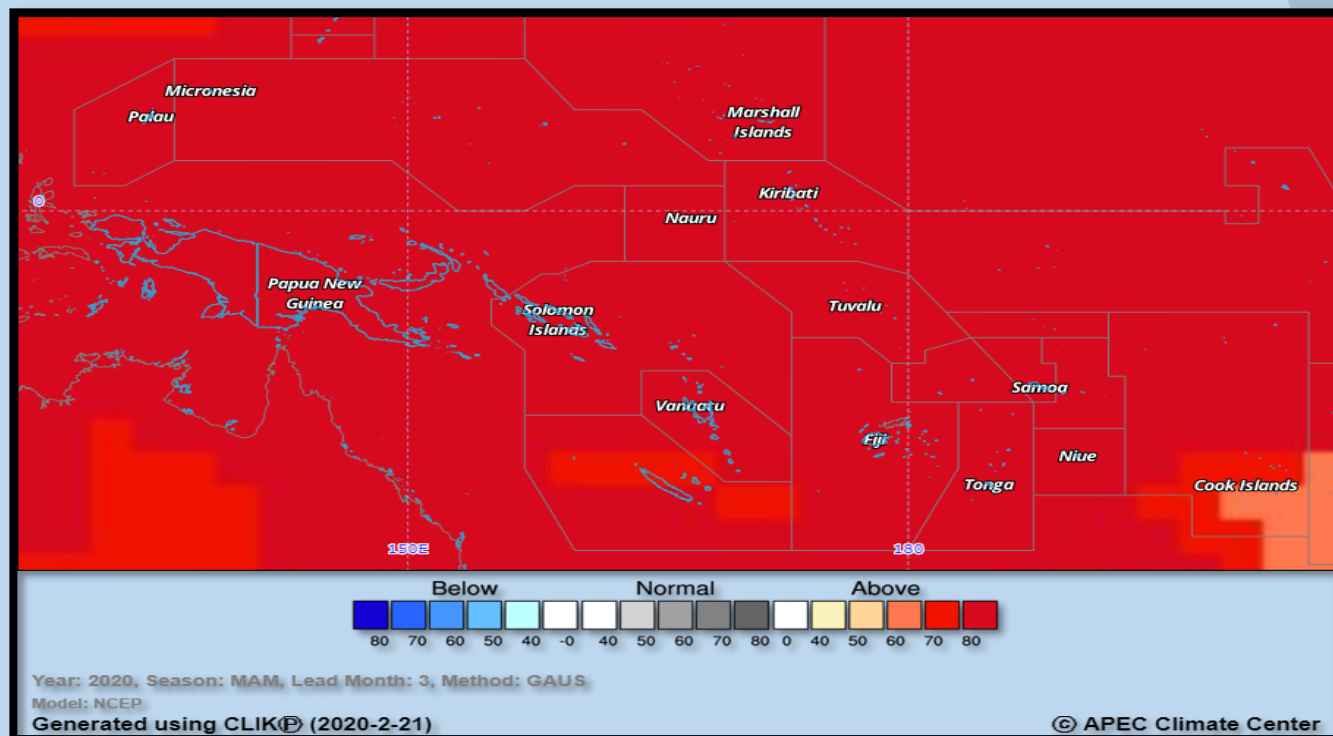 Micronesia
Palau
Marshall
Islands
0
Kiribati
Nauru
Papua New
Guinea
Solomon
Islands
Tuvalu
Samoa
Vanuatu
Fiji
Niue
Tonga
Cook Islands
150E
180
Below Normal Above
80 70 60 50 40 -0 40 50 60 70 80 0 40 50 60 70 80
Year: 2020, Season: MAM, Lead Month: 3, Method: GAUS
Model: NCEP
Generated using CLIKⓅ (2020-2-21)
© APEC Climate Center